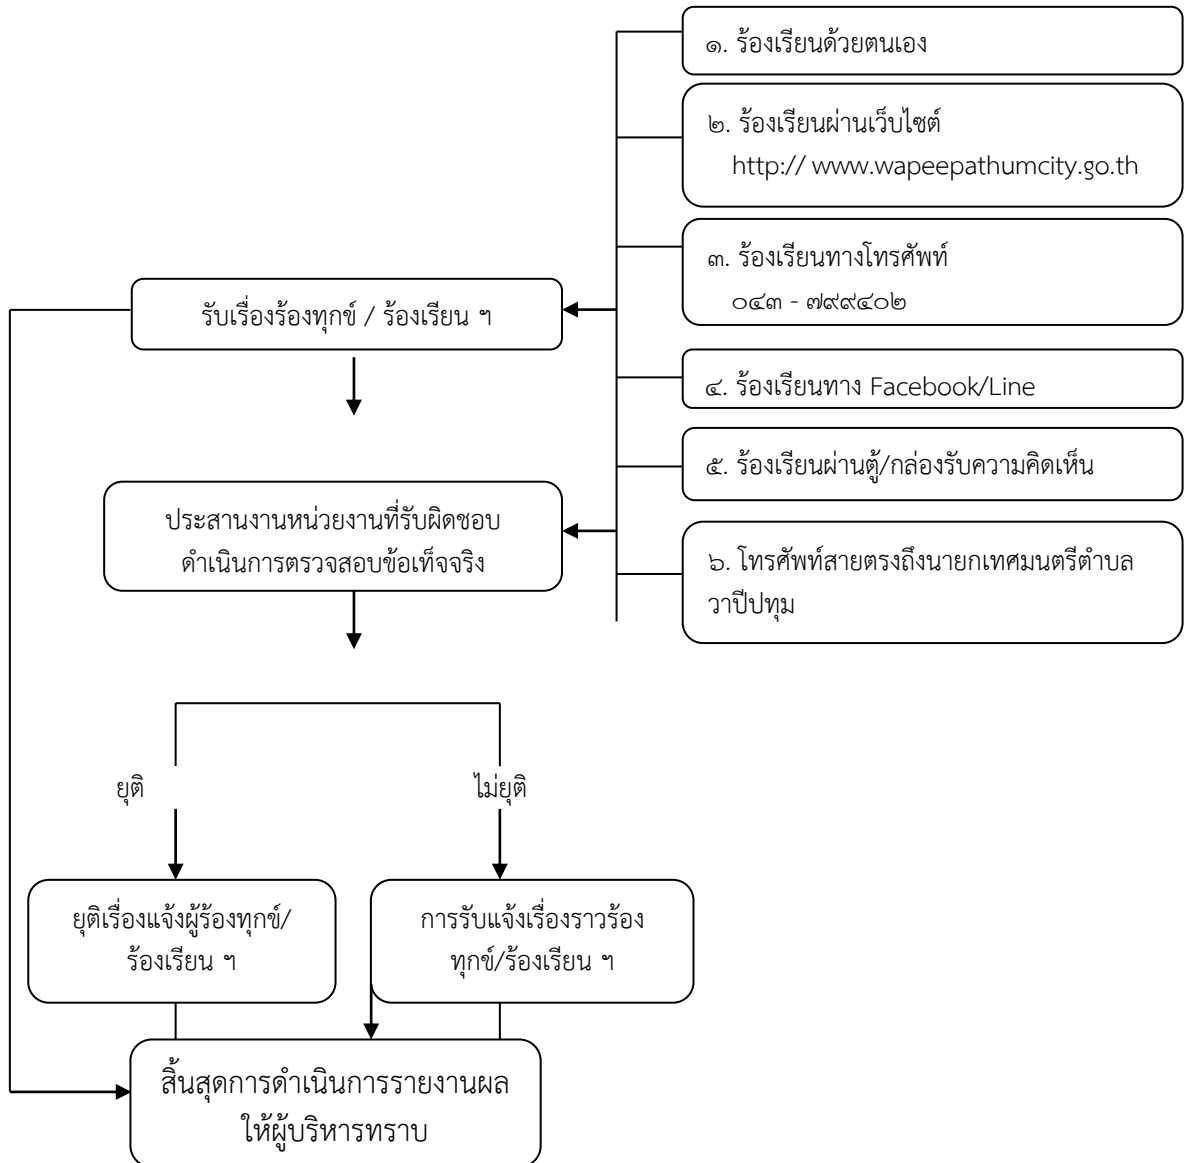 ๑. ร้องเรียนด้วยตนเอง
๒. ร้องเรียนผ่านเว็บไซต์
http:// www.wapeepathumcity.go.th
๓. ร้องเรียนทางโทรศัพท์
๐๔๓ - ๗๙๙๔๐๒
รับเรื่องร้องทุกข์ / ร้องเรียน ฯ
๔. ร้องเรียนทาง Facebook/Line
๕. ร้องเรียนผ่านตู้/กล่องรับความคิดเห็น
ประสานงานหน่วยงานที่รับผิดชอบ
ดำเนินการตรวจสอบข้อเท็จจริง
๖. โทรศัพท์สายตรงถึงนายกเทศมนตรีตำบล
วาปีปทุม
ยุติ
ไม่ยุติ
ยุติเรื่องแจ้งผู้ร้องทุกข์/
ร้องเรียน ฯ
การรับแจ้งเรื่องราวร้อง
ทุกข์/ร้องเรียน ฯ
สิ้นสุดการดำเนินการรายงานผล
ให้ผู้บริหารทราบ